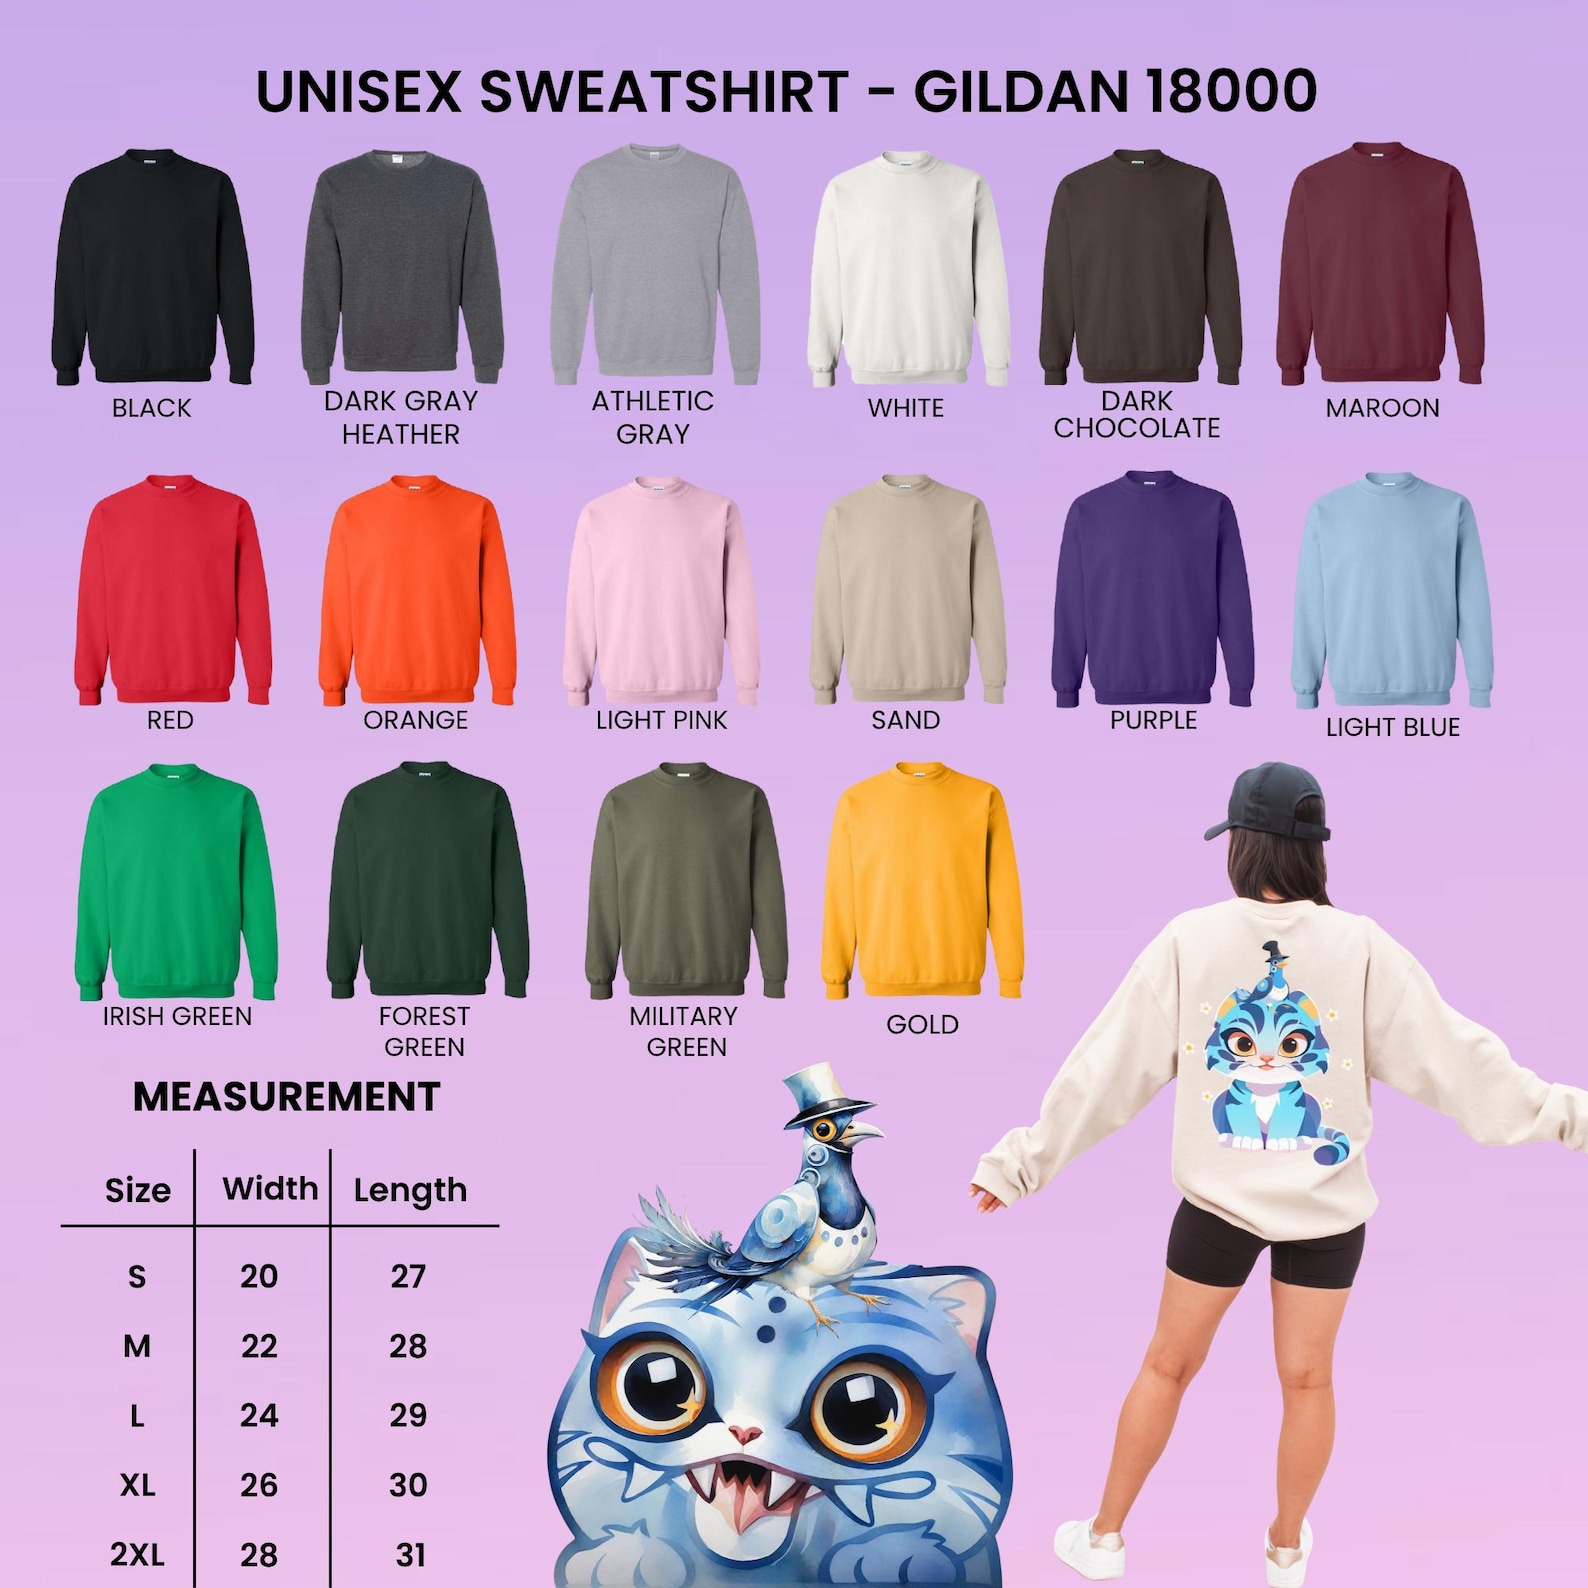 UNISEX SWEATSHIRT - GILDAN 18000
BLACK
DARK GRAY
HEATHER
ATHLETIC
GRAY
WHITE
DARK
CHOCOLATE
MAROON
RED
ORANGE
LIGHT PINK
SAND
PURPLE
LIGHT BLUE
IRISH GREEN
FOREST
GREEN
MILITARY
GREEN
GOLD
MEASUREMENT
Size Width Length
S 20 27
M 22 28
L 24 29
XL 26 30
2XL 28 31